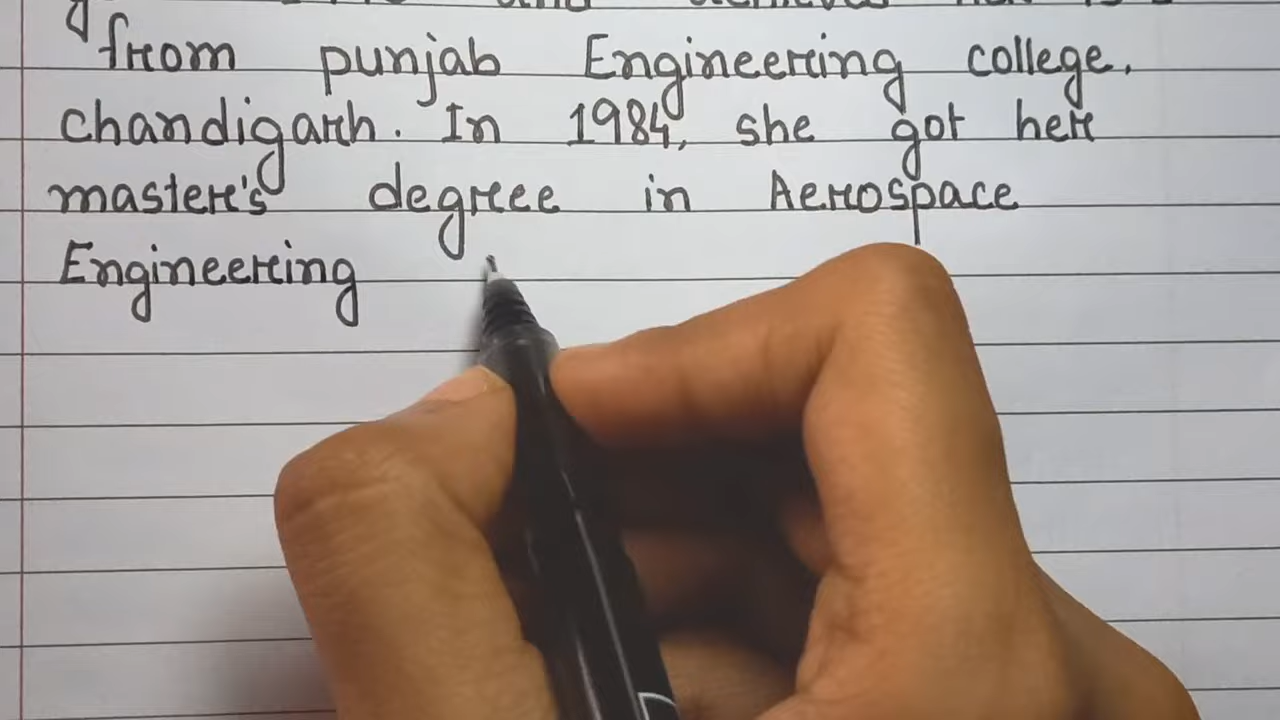 from punjab Engineering college,
chandigarh. In 1984, she got her
master's degree in Aerospace
Engineering